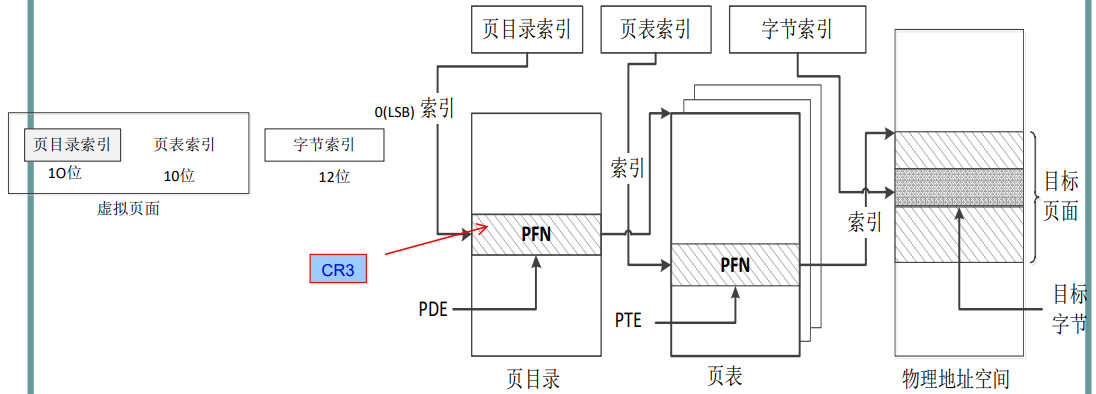 页目录索引
页表索引
字节索引
0(LSB)
索引
页目录索引
页表索引
字节索引
10位
10位
12位
虚拟页面
索引
目标
页面
索引
PFN
PFN
CR3
PDE
PTE
目标
字节
页目录
页表
物理地址空间